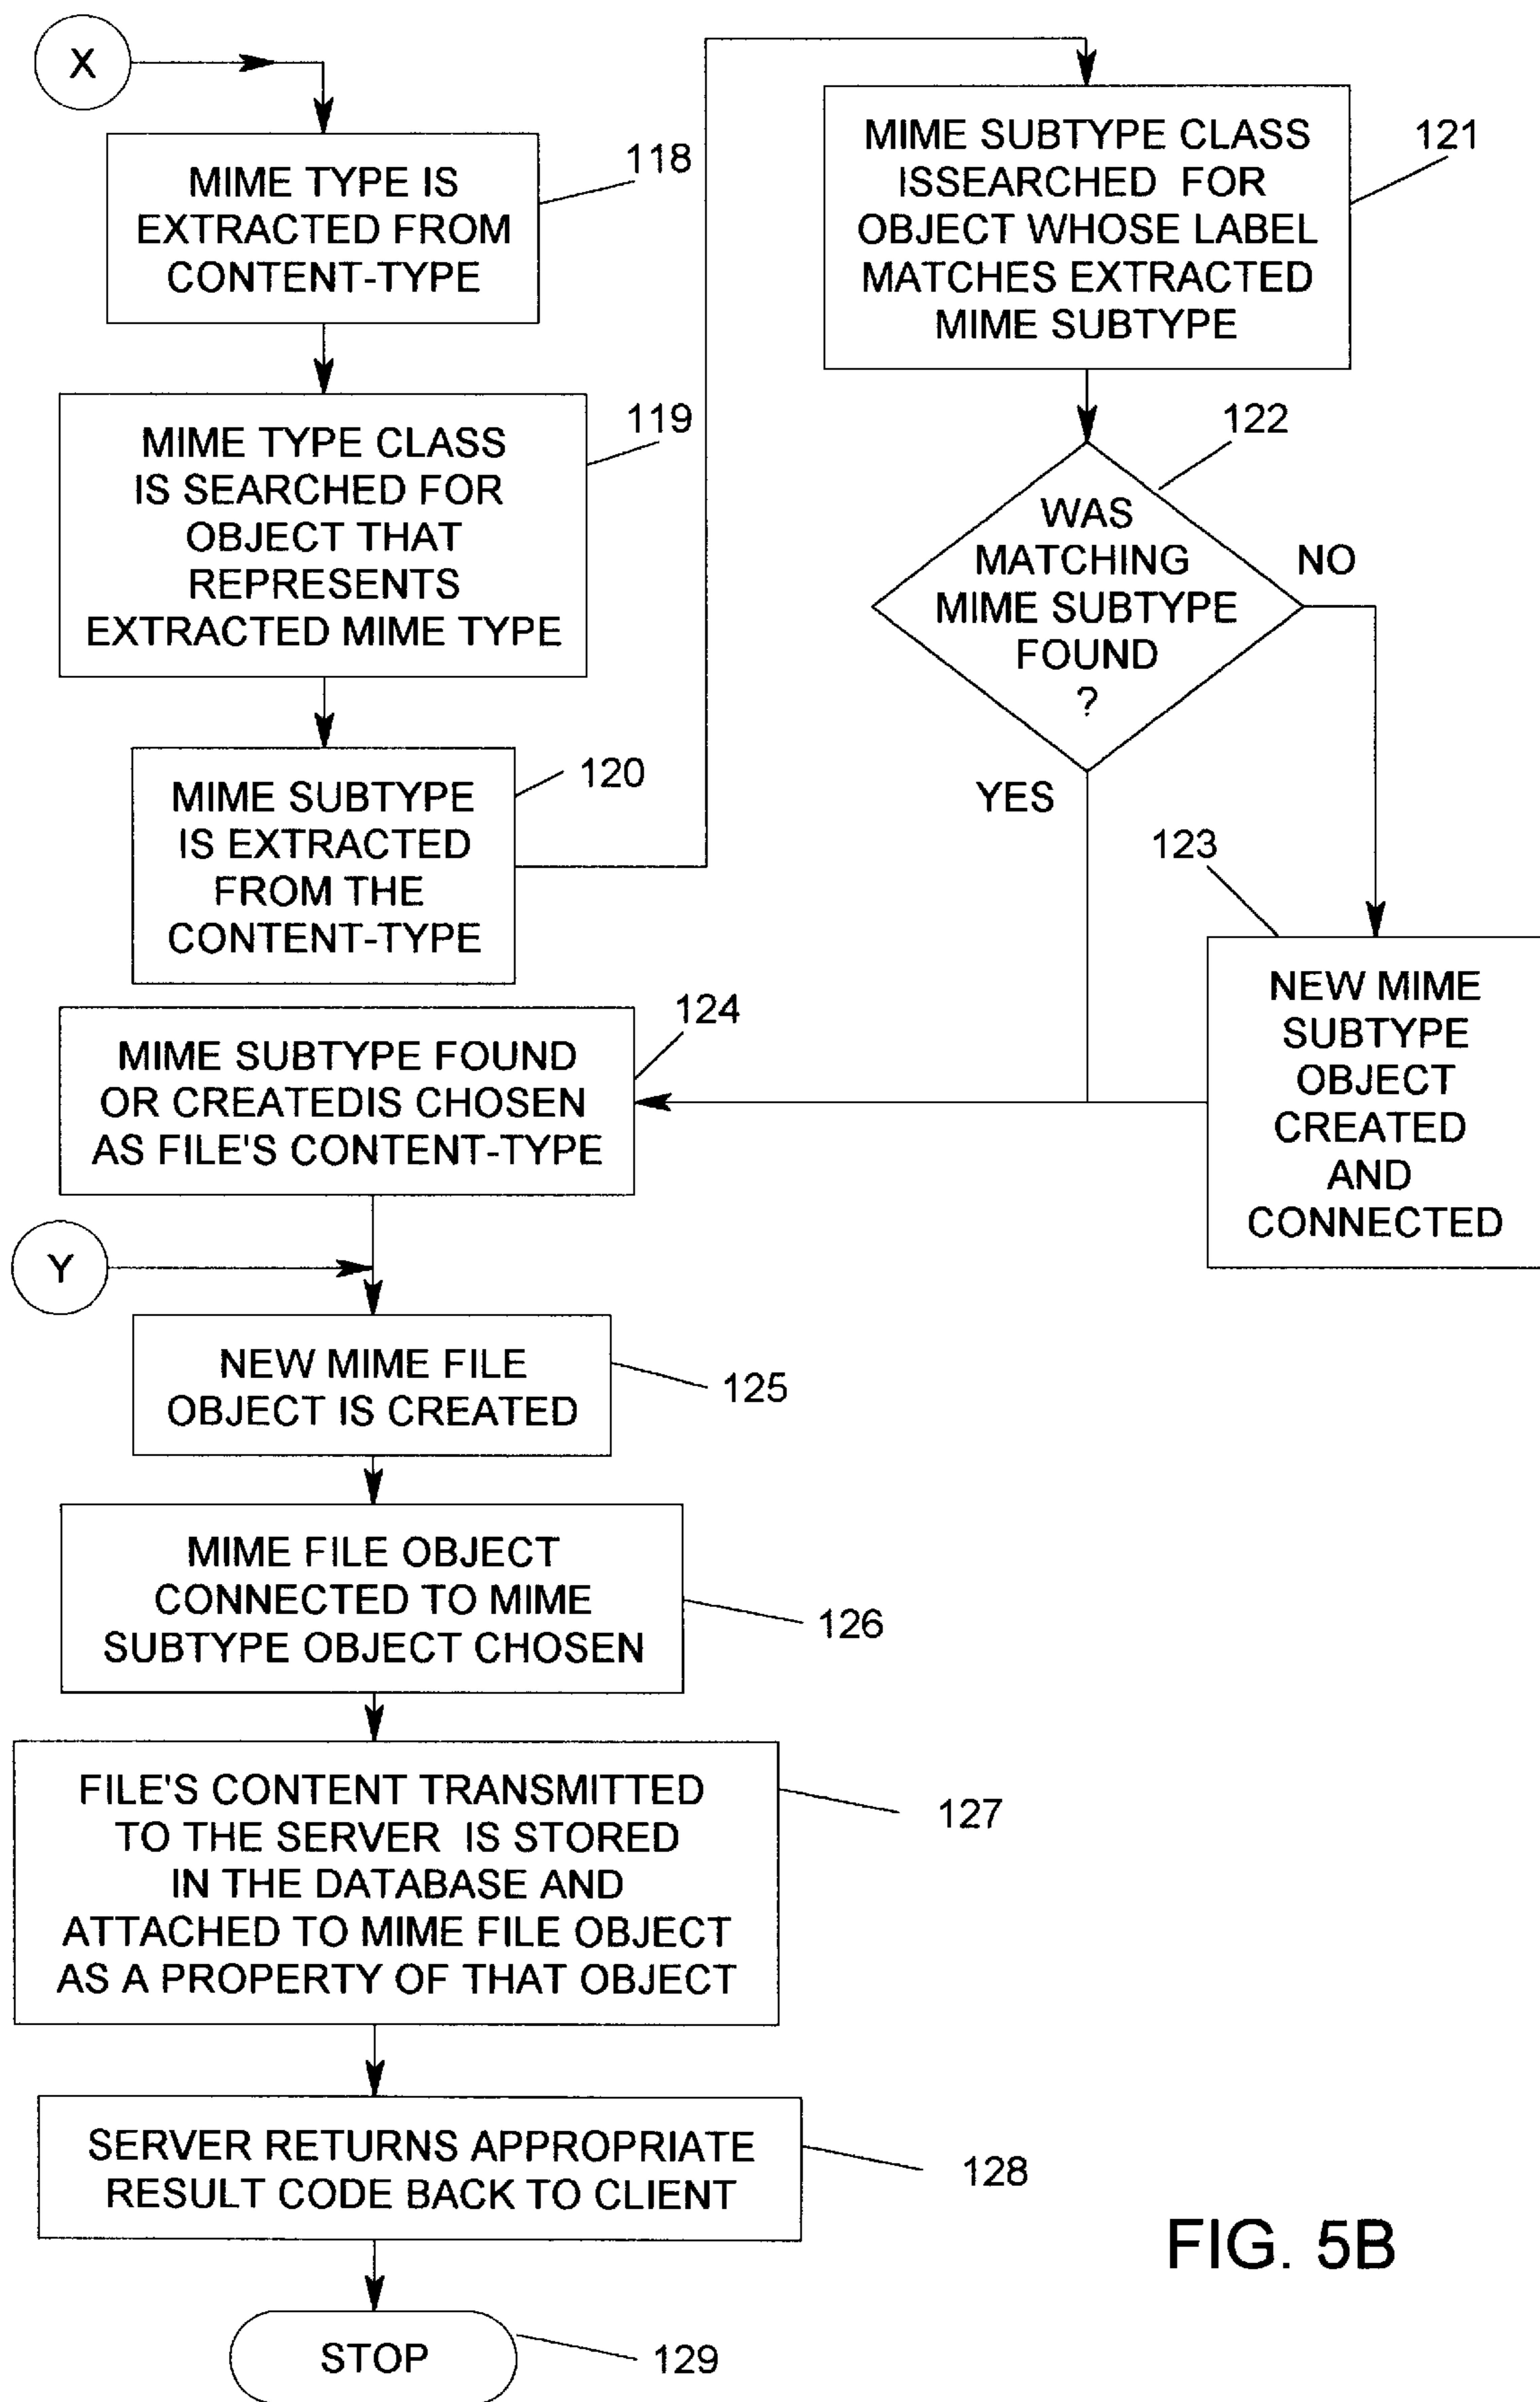 X
MIME TYPE IS
EXTRACTED FROM
CONTENT-TYPE
118
MIME TYPE CLASS
IS SEARCHED FOR
OBJECT THAT
REPRESENTS
EXTRACTED MIME TYPE
119
MIME SUBTYPE
IS EXTRACTED
FROM THE
CONTENT-TYPE
120
MIME SUBTYPE CLASS
ISSEARCHED FOR
OBJECT WHOSE LABEL
MATCHES EXTRACTED
MIME SUBTYPE
121
WAS
MATCHING
MIME SUBTYPE
FOUND
?
122
NO
YES
123
NEW MIME
SUBTYPE
OBJECT
CREATED
AND
CONNECTED
124
MIME SUBTYPE FOUND
OR CREATEDIS CHOSEN
AS FILE'S CONTENT-TYPE
Y
NEW MIME FILE
OBJECT IS CREATED
125
MIME FILE OBJECT
CONNECTED TO MIME
SUBTYPE OBJECT CHOSEN
126
FILE'S CONTENT TRANSMITTED
TO THE SERVER IS STORED
IN THE DATABASE AND
ATTACHED TO MIME FILE OBJECT
AS A PROPERTY OF THAT OBJECT
127
SERVER RETURNS APPROPRIATE
RESULT CODE BACK TO CLIENT
128
STOP
129
FIG. 5B